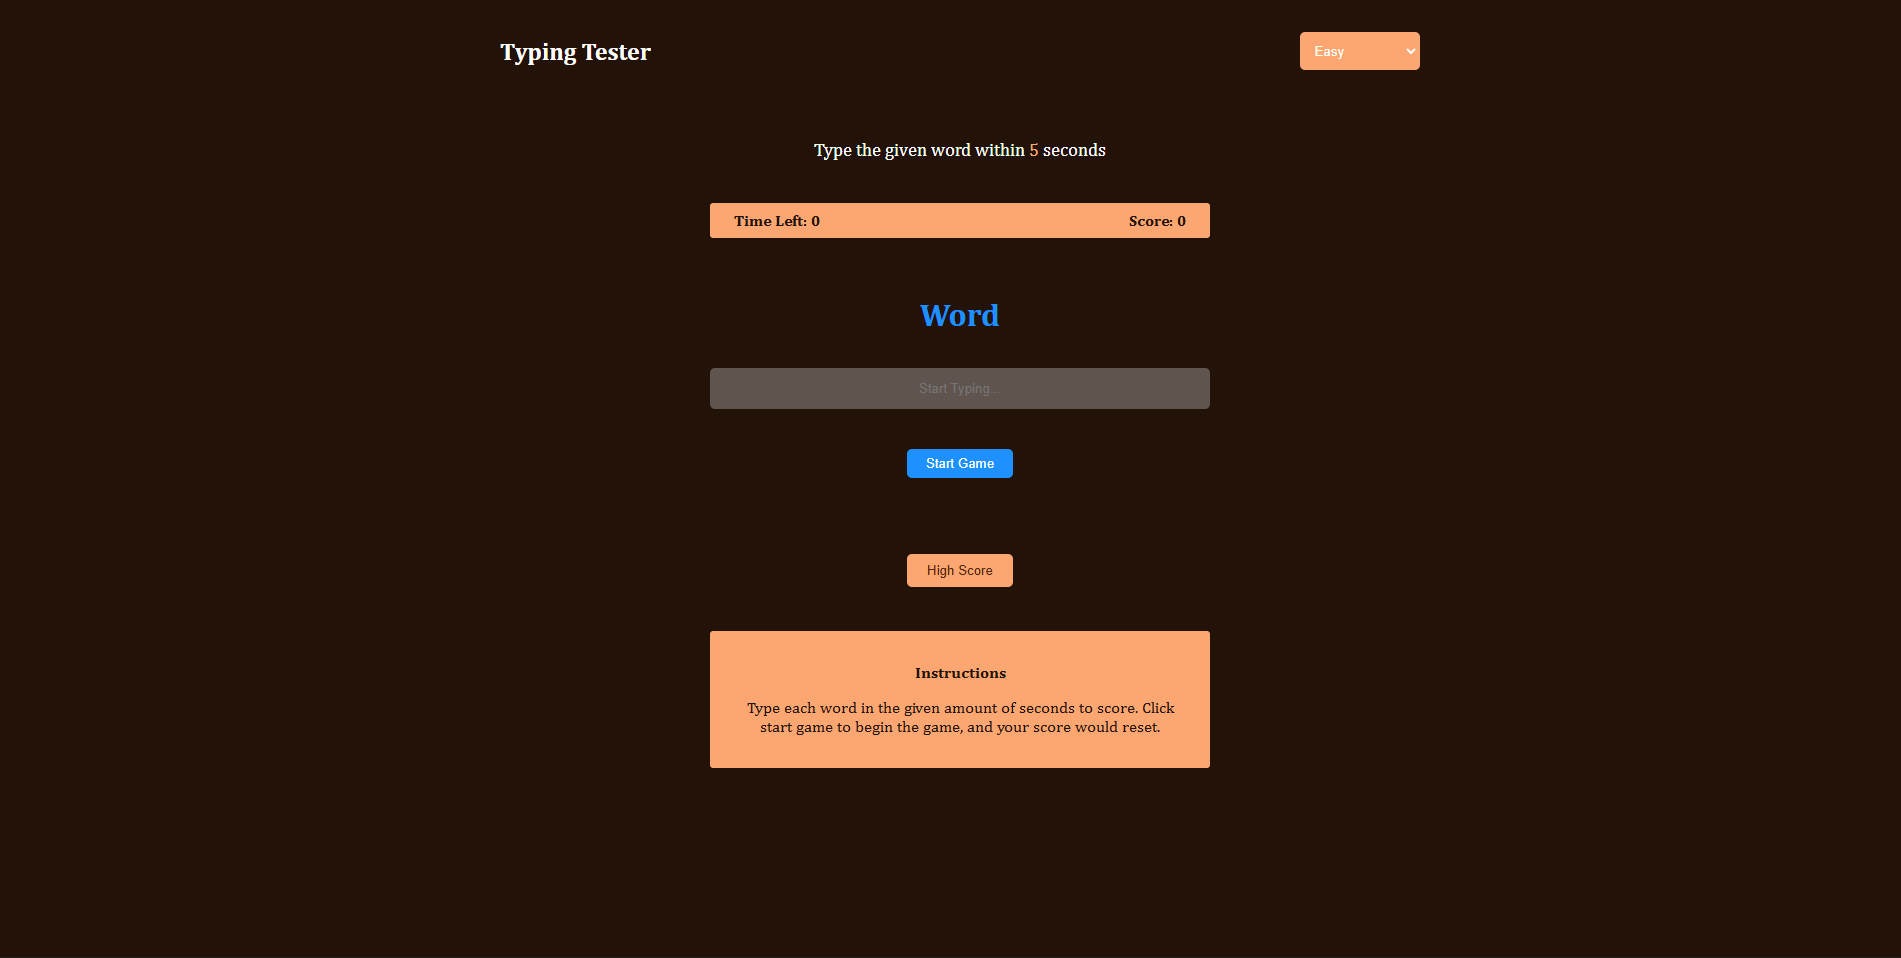 Typing Tester
Easy
Type the given word within 5 seconds
Time Left: 0
Score: 0
Word
Start Typing...
Start Game
High Score
Instructions
Type each word in the given amount of seconds to score. Click
start game to begin the game, and your score would reset.